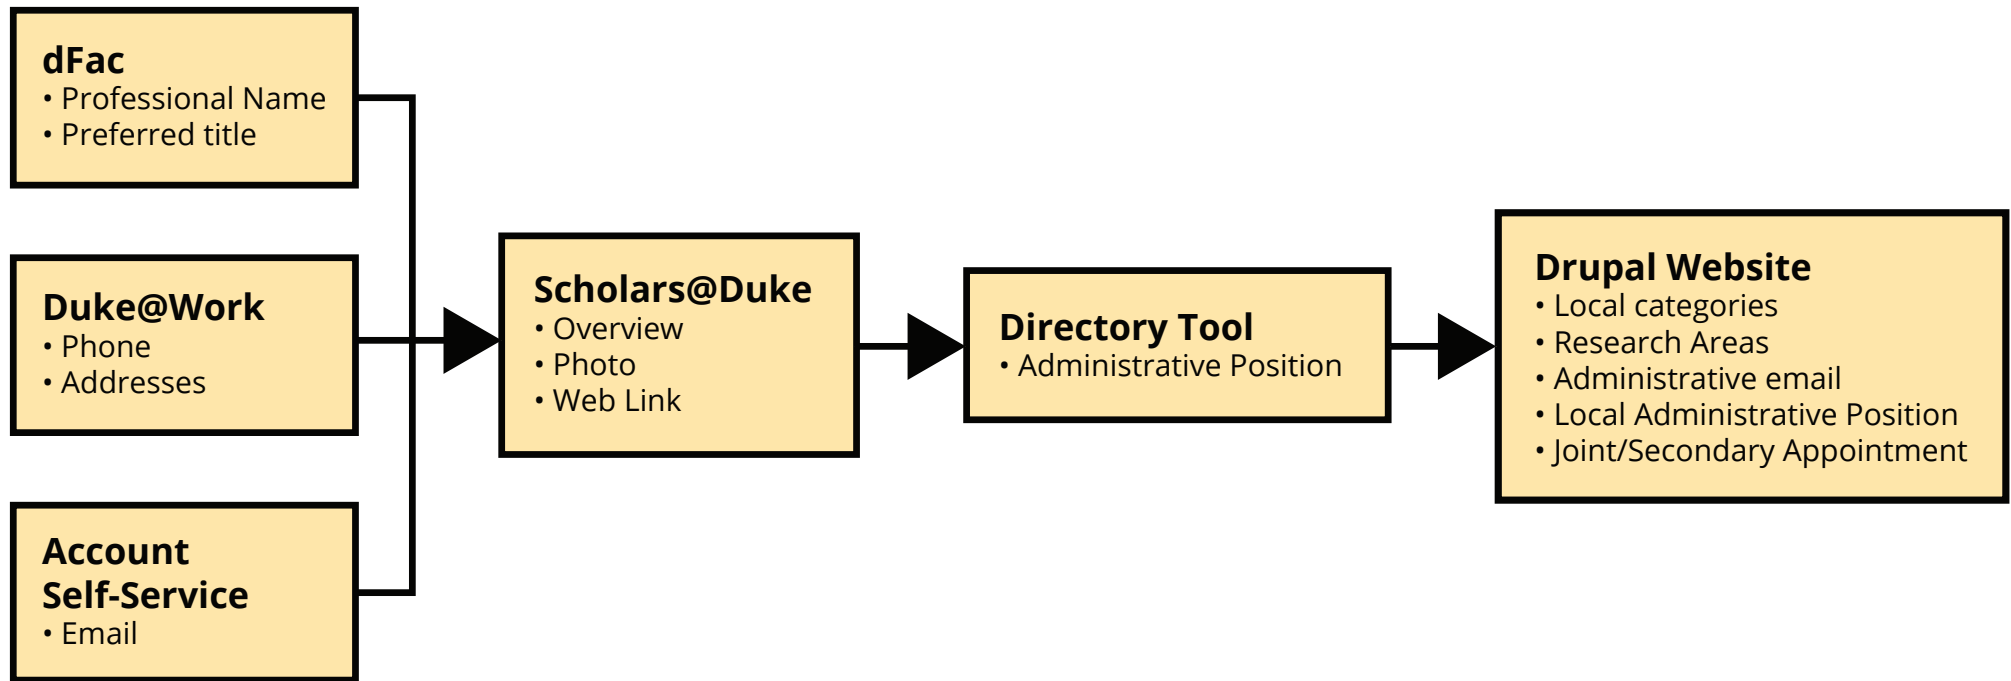 dFac
• Professional Name
• Preferred title
Duke@Work
• Phone
• Addresses
Account
Self-Service
• Email
Scholars@Duke
• Overview
• Photo
• Web Link
Directory Tool
• Administrative Position
Drupal Website
• Local categories
• Research Areas
• Administrative email
• Local Administrative Position
• Joint/Secondary Appointment